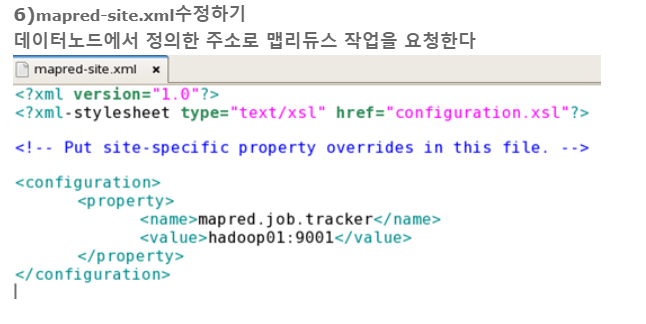 6)mapred-site.xml수정하기
데이터노드에서 정의한 주소로 맵리듀스 작업을 요청한다
mapred-site.xml ×
<?xml version="1.0"?>
<?xml-stylesheet type="text/xsl" href="configuration.xsl"?>
<!-- Put site-specific property overrides in this file. -->
<configuration>
<property>
<name>mapred.job.tracker</name>
<value>hadoop01:9001</value>
</property>
</configuration>